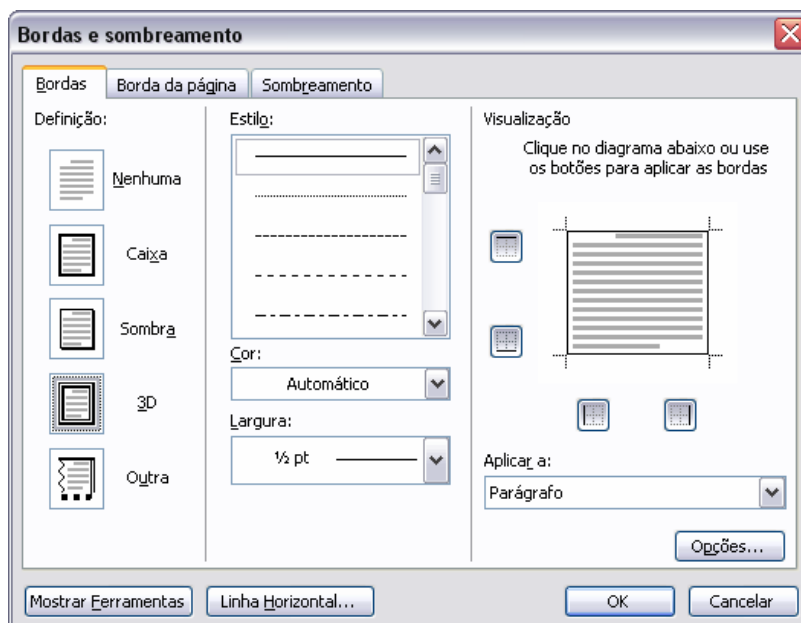 Bordas e sombreamento
Bordas
Borda da página
Sombreamento
Definição:
Nenhuma
Caixa
Sombra
3D
Outra
Estilo:
Cor:
Automático
Largura:
½ pt
Visualização
Clique no diagrama abaixo ou use
os botões para aplicar as bordas
Aplicar a:
Parágrafo
Opções...
Mostrar Ferramentas
Linha Horizontal...
OK
Cancelar